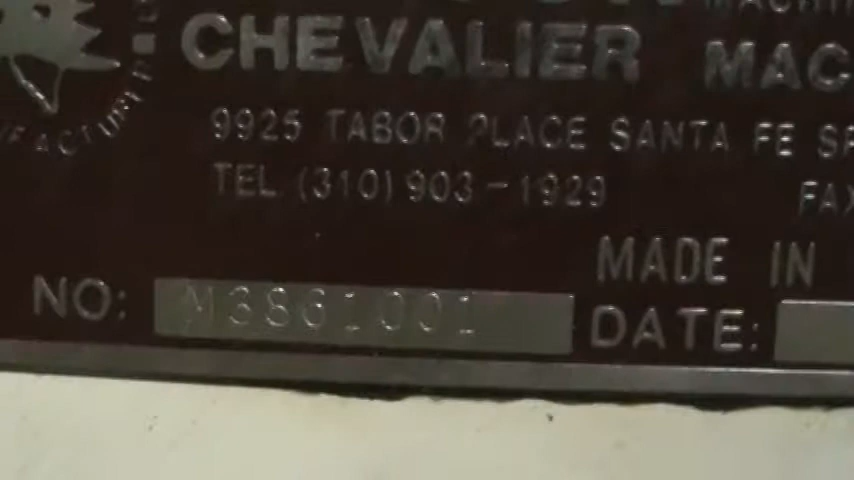 CHEVALIER MAC
9925 TABOR PLACE SANTA FE SP
TEL (310) 903-1929 FAX
MADE IN
NO: M3861001 DATE: